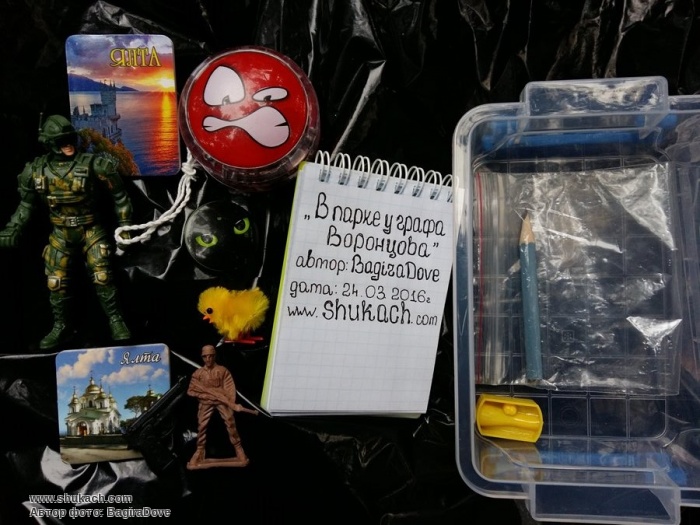 ЯЛТА
„В парке у графа
Воронцова"
автор: BagiraDove
дата: 24.03.2016г
www.Shukach.com
Ялта
www.shukach.com
Автор фото: BagiraDove